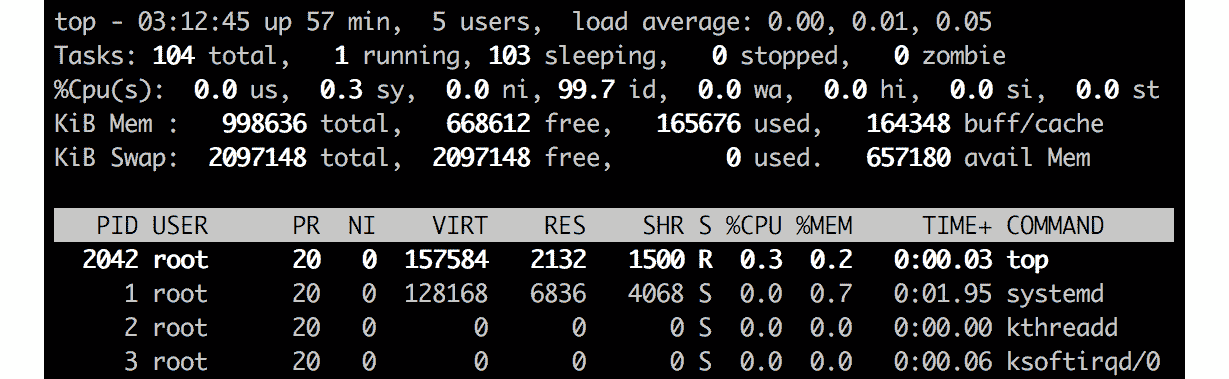 top - 03:12:45 up 57 min,  5 users,  load average: 0.00, 0.01, 0.05
Tasks: 104 total,   1 running, 103 sleeping,   0 stopped,   0 zombie
%Cpu(s):  0.0 us,  0.3 sy,  0.0 ni, 99.7 id,  0.0 wa,  0.0 hi,  0.0 si,  0.0 st
KiB Mem :   998636 total,   668612 free,   165676 used,   164348 buff/cache
KiB Swap:  2097148 total,  2097148 free,        0 used.   657180 avail Mem
   PID USER      PR  NI    VIRT    RES    SHR S %CPU %MEM     TIME+ COMMAND
  2042 root      20   0  157584   2132   1500 R  0.3  0.2   0:00.03 top
     1 root      20   0  128168   6836   4068 S  0.0  0.7   0:01.95 systemd
     2 root      20   0       0      0      0 S  0.0  0.0   0:00.00 kthreadd
     3 root      20   0       0      0      0 S  0.0  0.0   0:00.06 ksoftirqd/0